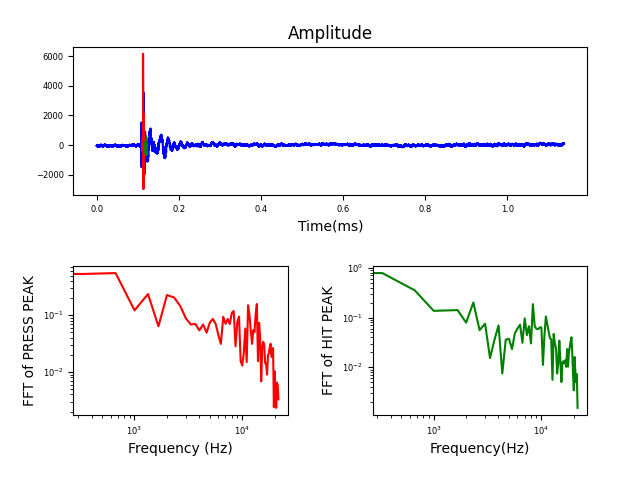 Amplitude
6000
4000
2000
0
−2000
0.0 0.2 0.4 0.6 0.8 1.0
Time(ms)
FFT of PRESS PEAK
10⁻¹
10⁻²
10³ 10⁴
Frequency (Hz)
FFT of HIT PEAK
10⁰
10⁻¹
10⁻²
10³ 10⁴
Frequency(Hz)